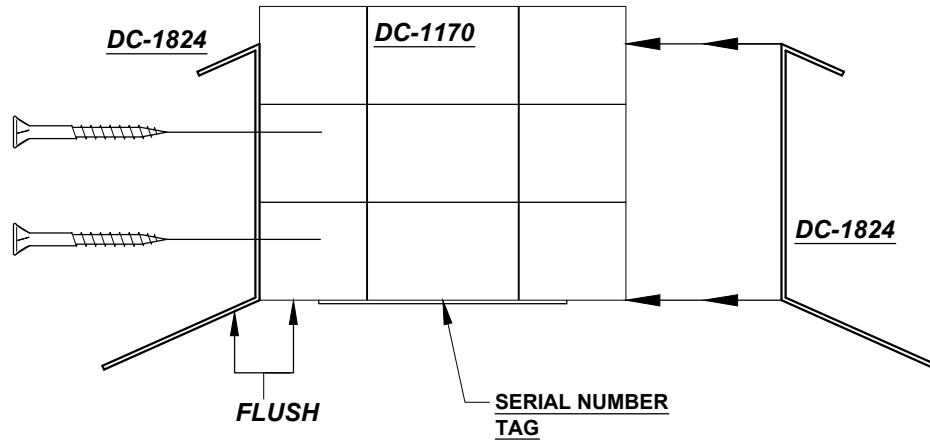 DC-1824
DC-1170
DC-1824
FLUSH
SERIAL NUMBER
TAG